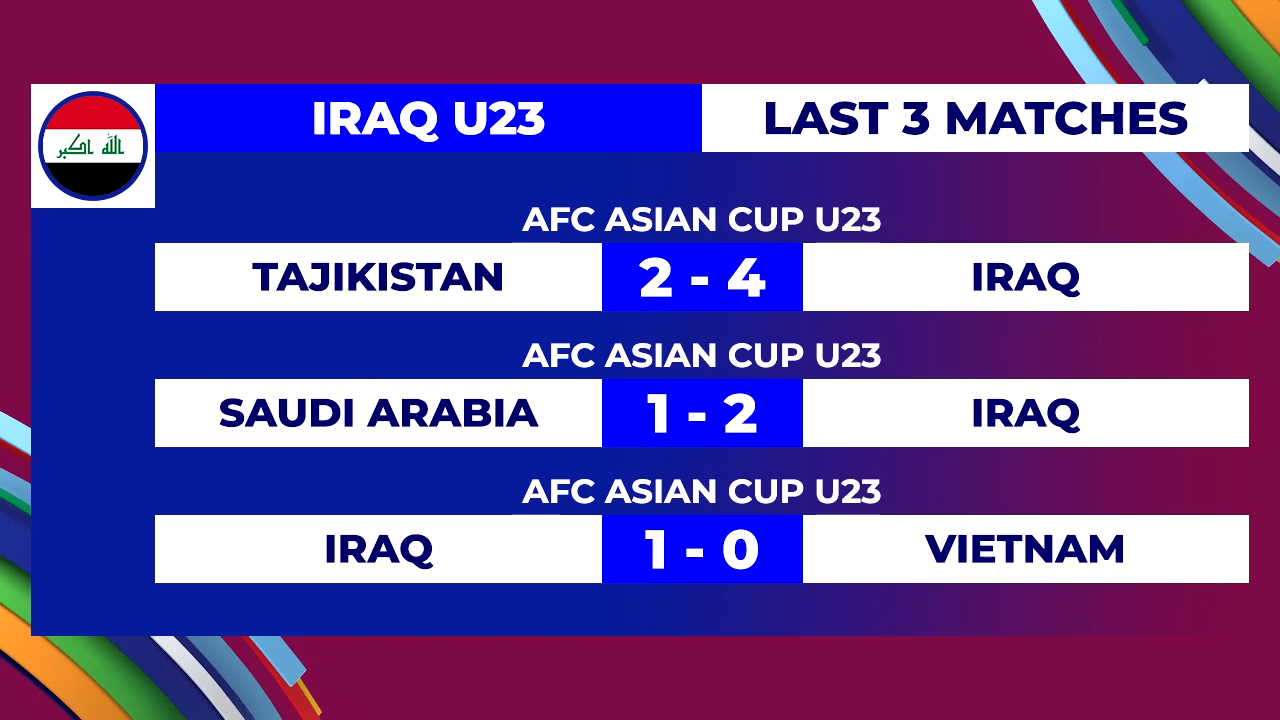 IRAQ U23
LAST 3 MATCHES
الله اكبر
AFC ASIAN CUP U23
TAJIKISTAN 2 - 4 IRAQ
AFC ASIAN CUP U23
SAUDI ARABIA 1 - 2 IRAQ
AFC ASIAN CUP U23
IRAQ 1 - 0 VIETNAM